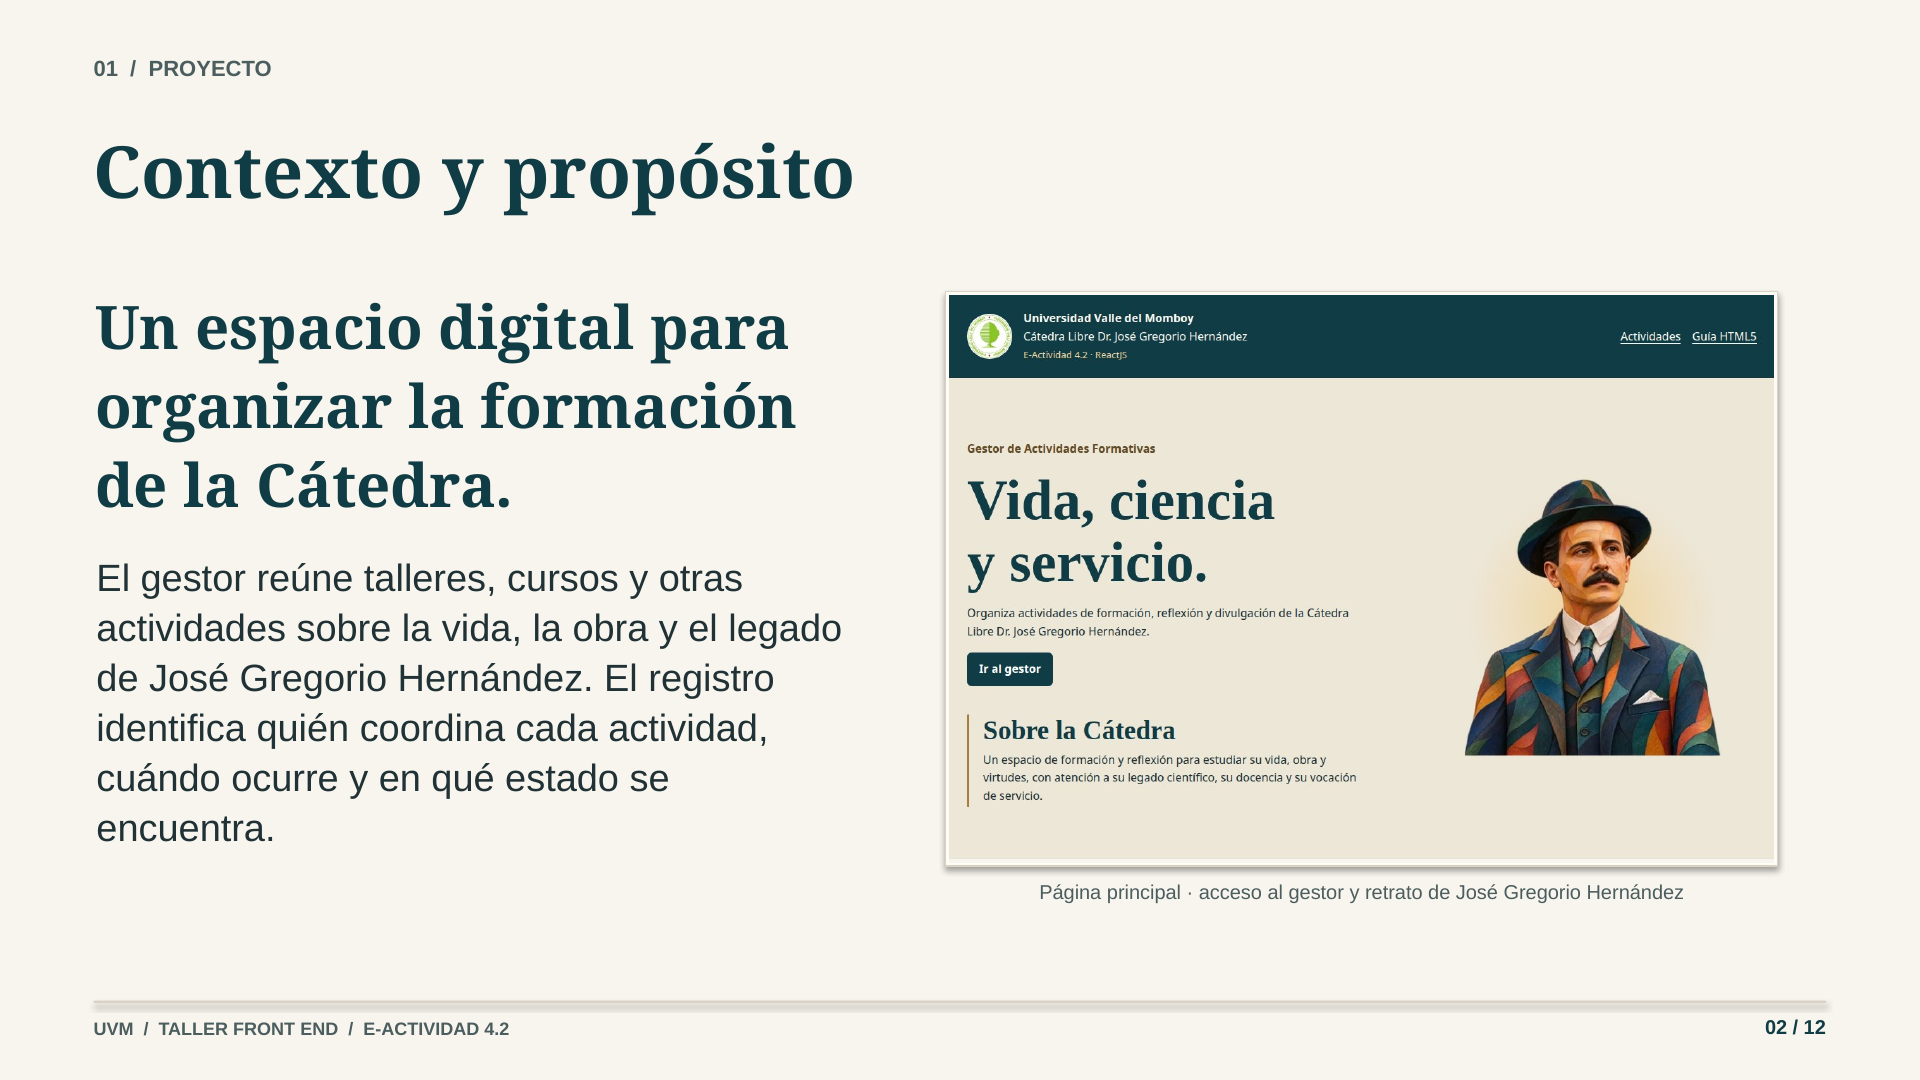 01 / PROYECTO
Contexto y propósito
Un espacio digital para
organizar la formación
de la Cátedra.
El gestor reúne talleres, cursos y otras
actividades sobre la vida, la obra y el legado
de José Gregorio Hernández. El registro
identifica quién coordina cada actividad,
cuándo ocurre y en qué estado se
encuentra.
Universidad Valle del Momboy
Cátedra Libre Dr. José Gregorio Hernández
E-Actividad 4.2 · ReactJS
Actividades Guía HTML5
Gestor de Actividades Formativas
Vida, ciencia
y servicio.
Organiza actividades de formación, reflexión y divulgación de la Cátedra
Libre Dr. José Gregorio Hernández.
Ir al gestor
Sobre la Cátedra
Un espacio de formación y reflexión para estudiar su vida, obra y
virtudes, con atención a su legado científico, su docencia y su vocación
de servicio.
Página principal · acceso al gestor y retrato de José Gregorio Hernández
UVM / TALLER FRONT END / E-ACTIVIDAD 4.2
02 / 12